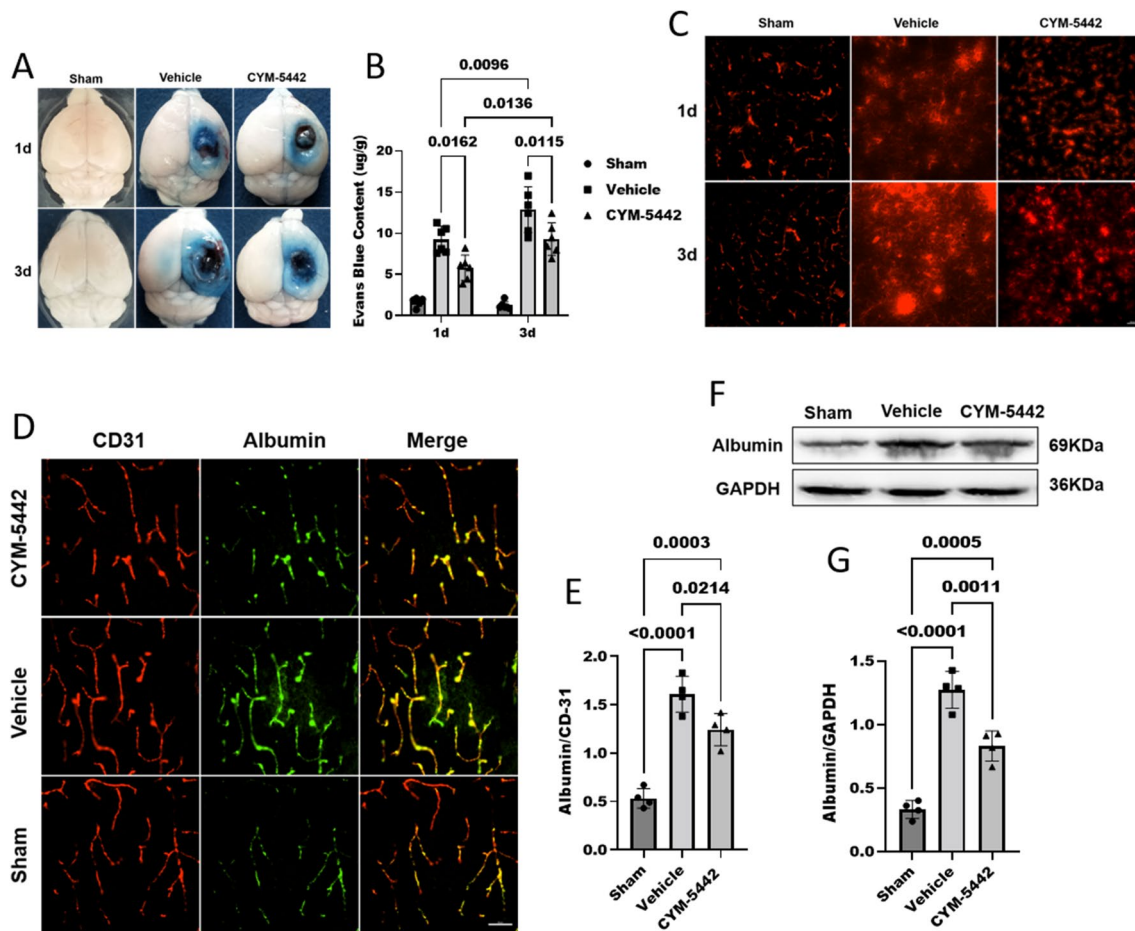 A
Sham
Vehicle
CYM-5442
1d
3d
B
0.0096
0.0136
0.0162
0.0115
Evans Blue Content (ug/g)
20
15
10
5
0
1d
3d
Sham
Vehicle
CYM-5442
C
Sham
Vehicle
CYM-5442
1d
3d
D
CD31
Albumin
Merge
CYM-5442
Vehicle
Sham
F
Sham
Vehicle
CYM-5442
Albumin
69KDa
GAPDH
36KDa
E
0.0003
0.0214
<0.0001
Albumin/CD-31
2.0
1.5
1.0
0.5
0.0
Sham
Vehicle
CYM-5442
G
0.0005
0.0011
<0.0001
Albumin/GAPDH
1.5
1.0
0.5
0.0
Sham
Vehicle
CYM-5442